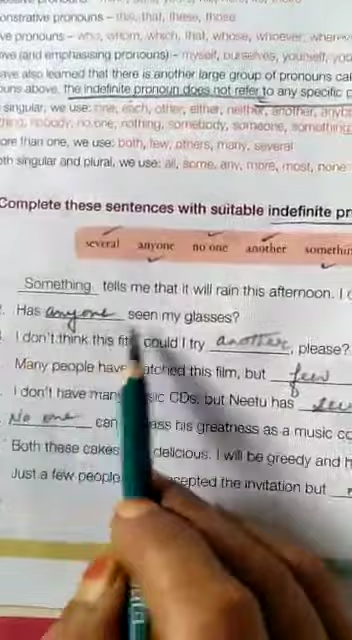 onstrative pronouns – this, that, these, those
ve pronouns – who, whom, which, that, whose, whoever,
ive (and emphasising pronouns) – myself, ourselves, yourself,
ave also learned that there is another large group of pronouns
uns above, the indefinite pronoun does not refer to any specific
singular, we use: one, each, other, either, neither, another,
thing, nobody, no one, nothing, somebody, someone, something
ore than one, we use: both, few, others, many, several
oth singular and plural, we use: all, some, any, more, most, none
Complete these sentences with suitable indefinite pr
several anyone no one another somethin
Something tells me that it will rain this afternoon. I
Has anyone seen my glasses?
I don't think this fits could I try another, please?
Many people have watched this film, but few
I don't have many CDs, but Neetu has
No one can his greatness as a music
Both these cakes delicious. I will be greedy and
Just a few people accepted the invitation but